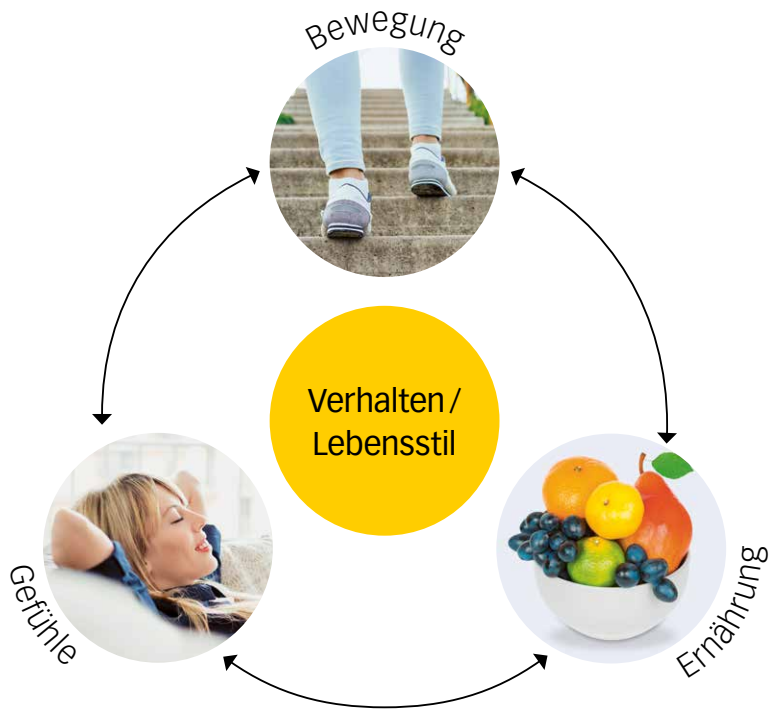 Bewegung
Verhalten /
Lebensstil
Gefühle
Ernährung